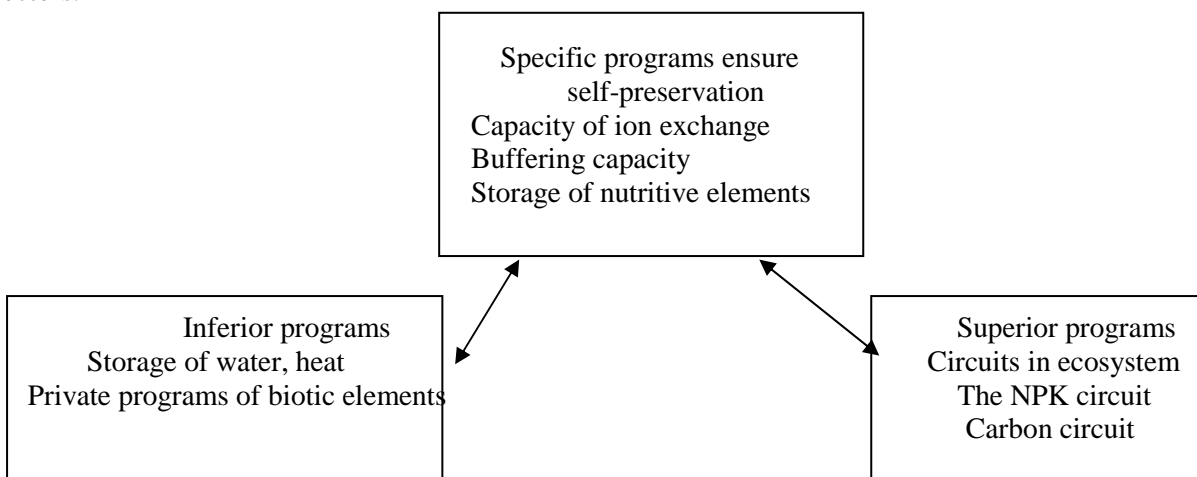 Specific programs ensure
self-preservation
Capacity of ion exchange
Buffering capacity
Storage of nutritive elements
Inferior programs
Storage of water, heat
Private programs of biotic elements
Superior programs
Circuits in ecosystem
The NPK circuit
Carbon circuit